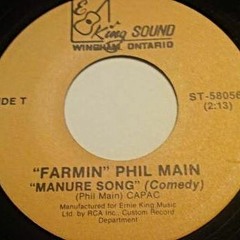 King SOUND
WINGHAM, ONTARIO
DE T
ST-58056
(2:13)
"FARMIN" PHIL MAIN
"MANURE SONG" (Comedy)
(Phil Main) CAPAC
Manufactured for Ernie King Music
Ltd. by RCA Inc., Custom Record
Department